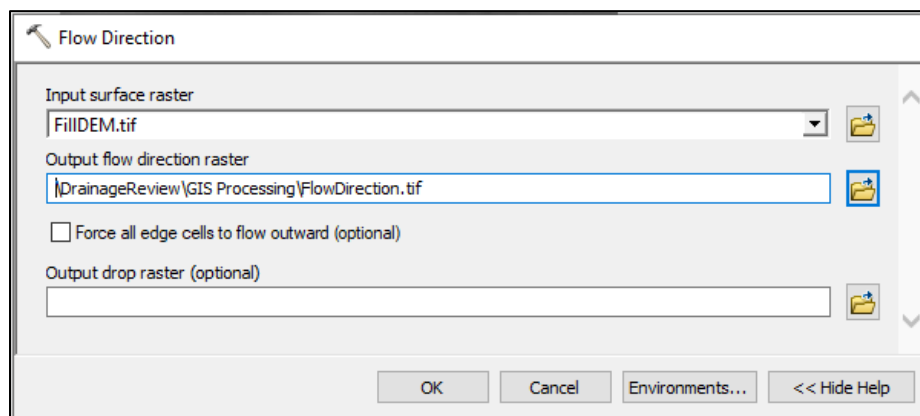 Flow Direction
Input surface raster
FillDEM.tif
Output flow direction raster
\DrainageReview\GIS Processing\FlowDirection.tif
Force all edge cells to flow outward (optional)
Output drop raster (optional)
OK Cancel Environments... << Hide Help